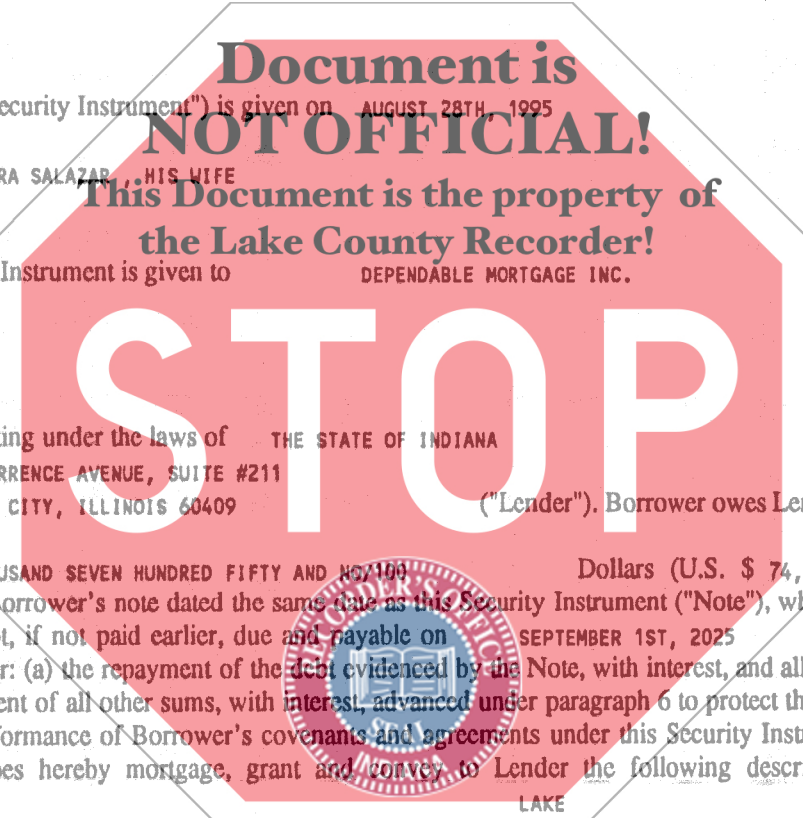 Document is
ecurity Instrument") is given on AUGUST 28TH, 1995
NOT OFFICIAL!
RA SALAZAR , HIS WIFE
This Document is the property of
the Lake County Recorder!
Instrument is given to DEPENDABLE MORTGAGE INC.
STOP
ing under the laws of THE STATE OF INDIANA
RRENCE AVENUE, SUITE #211
CITY, ILLINOIS 60409 ("Lender"). Borrower owes Len
USAND SEVEN HUNDRED FIFTY AND NO/100 Dollars (U.S. $ 74,
orrower's note dated the same date as this Security Instrument ("Note"), wh
t, if not paid earlier, due and payable on SEPTEMBER 1ST, 2025
r: (a) the repayment of the debt evidenced by the Note, with interest, and all
ent of all other sums, with interest, advanced under paragraph 6 to protect th
formance of Borrower's covenants and agreements under this Security Instr
oes hereby mortgage, grant and convey to Lender the following descr
LAKE
SEAL